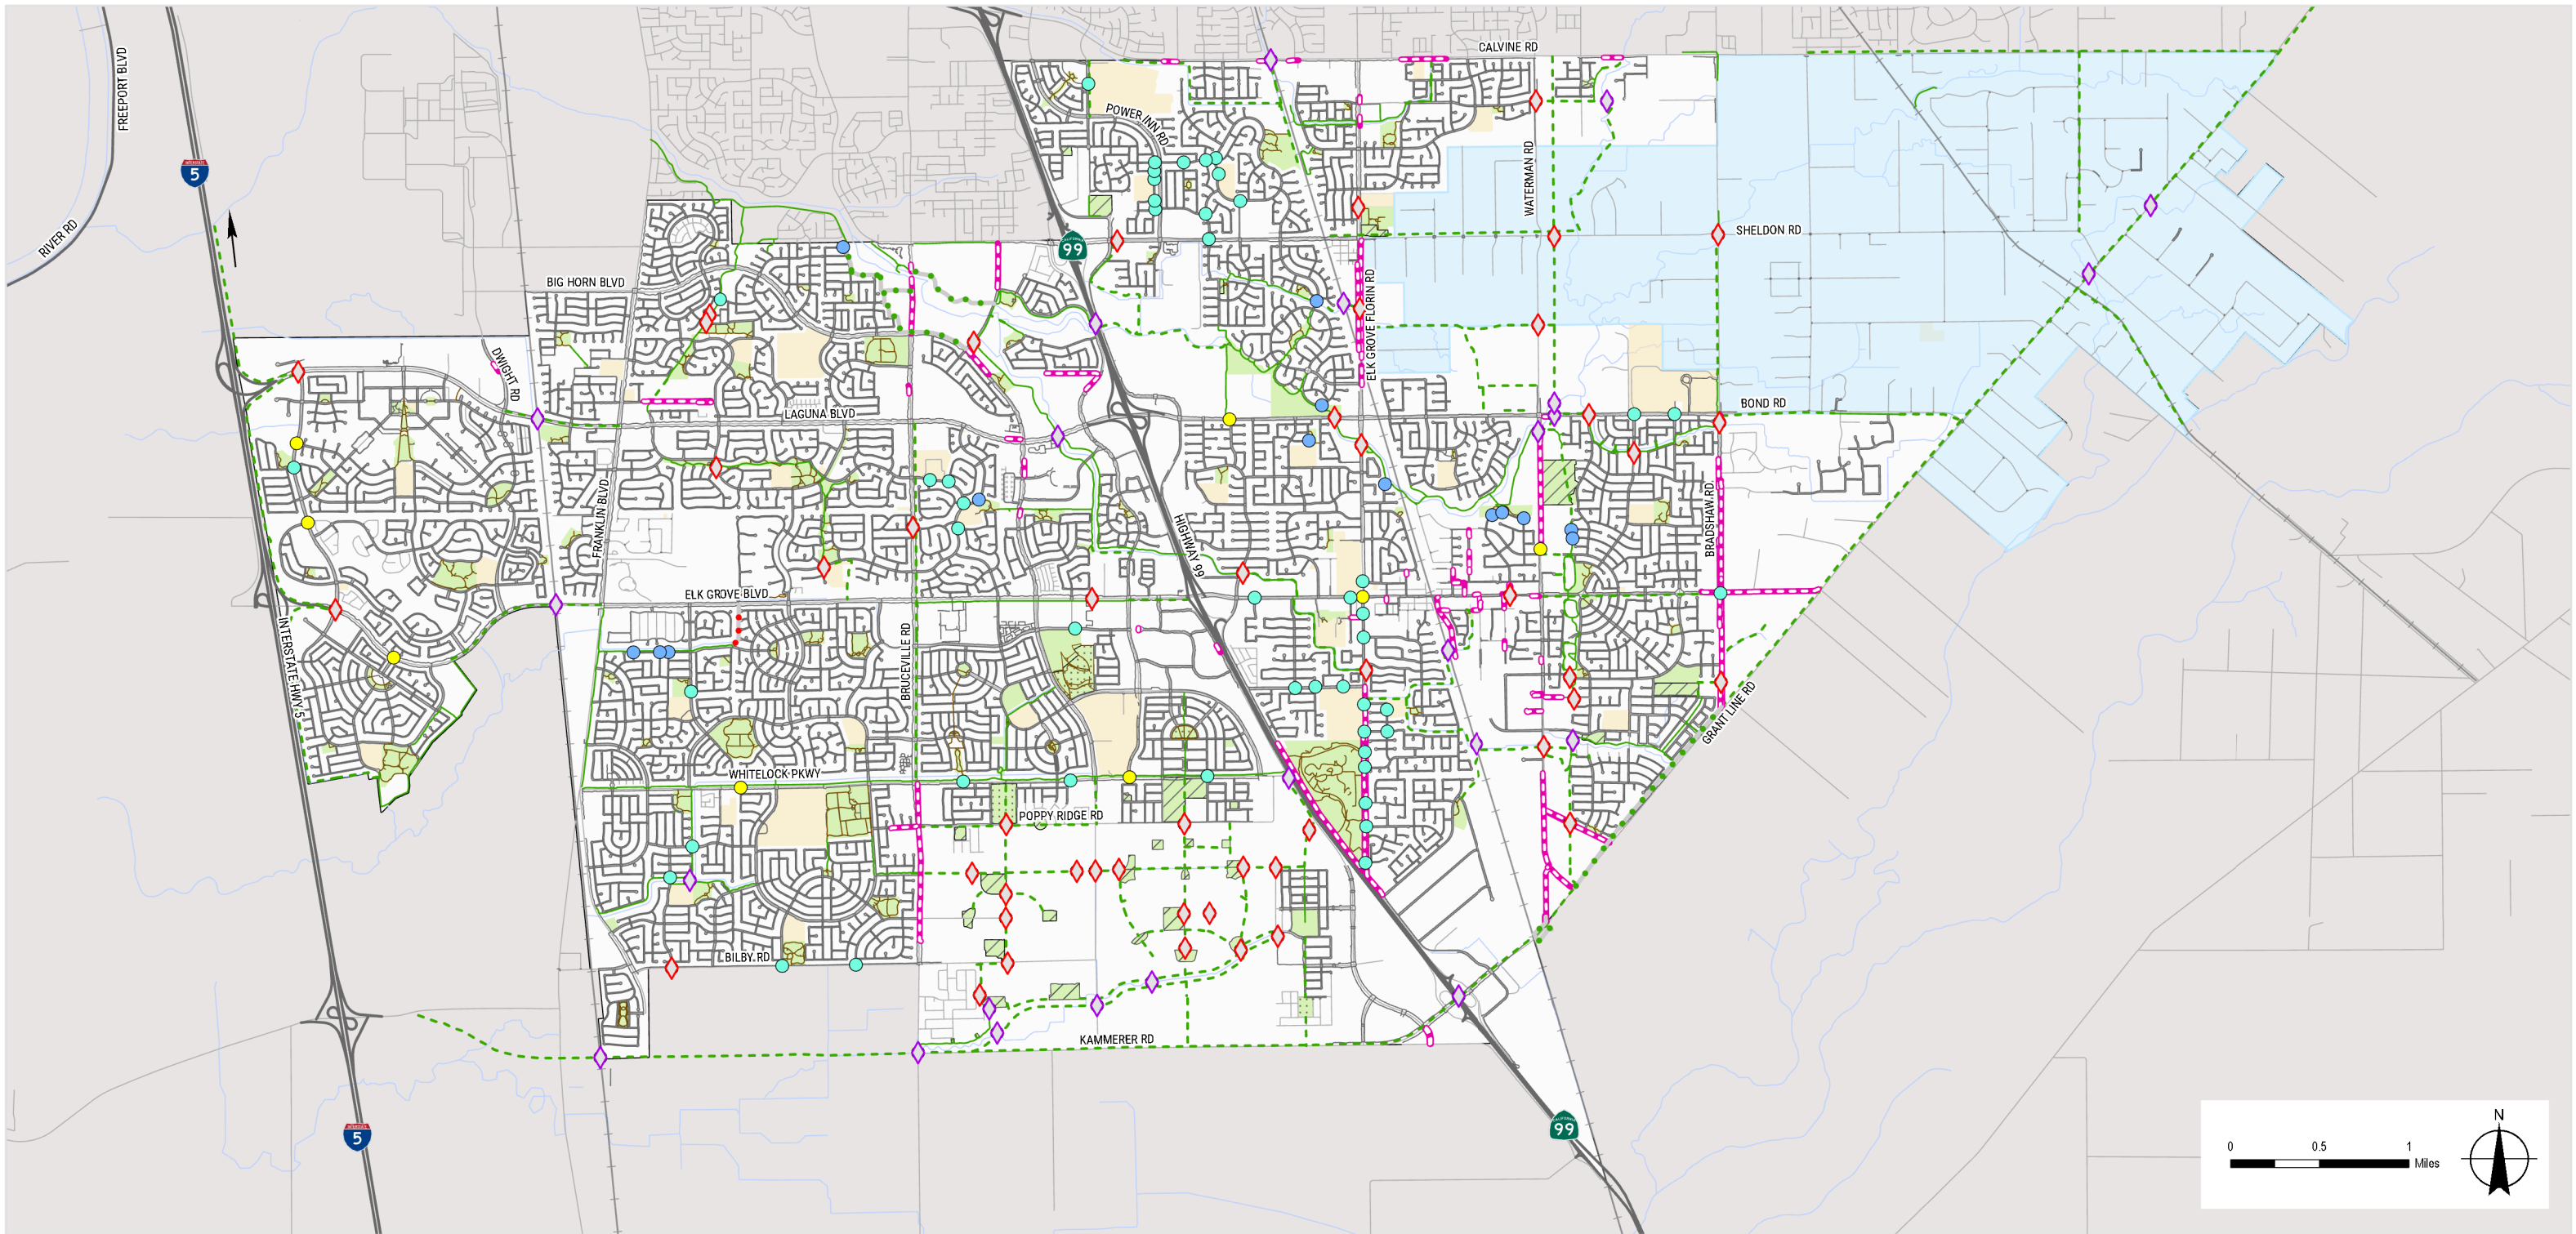 CALVINE RD
FREEPORT BLVD
POWER INN RD
5
WATERMAN RD
RIVER RD
99
SHELDON RD
BIG HORN BLVD
ELK GROVE FLORIN RD
DWIGHT RD
LAGUNA BLVD
BOND RD
FRANKLIN BLVD
HIGHWAY 99
BRADSHAW RD
ELK GROVE BLVD
INTERSTATE HWY 5
BRUCEVILLE RD
GRANT LINE RD
WHITELOCK PKWY
POPPY RIDGE RD
BILBY RD
KAMMERER RD
5
99
N
0 0.5 1
Miles